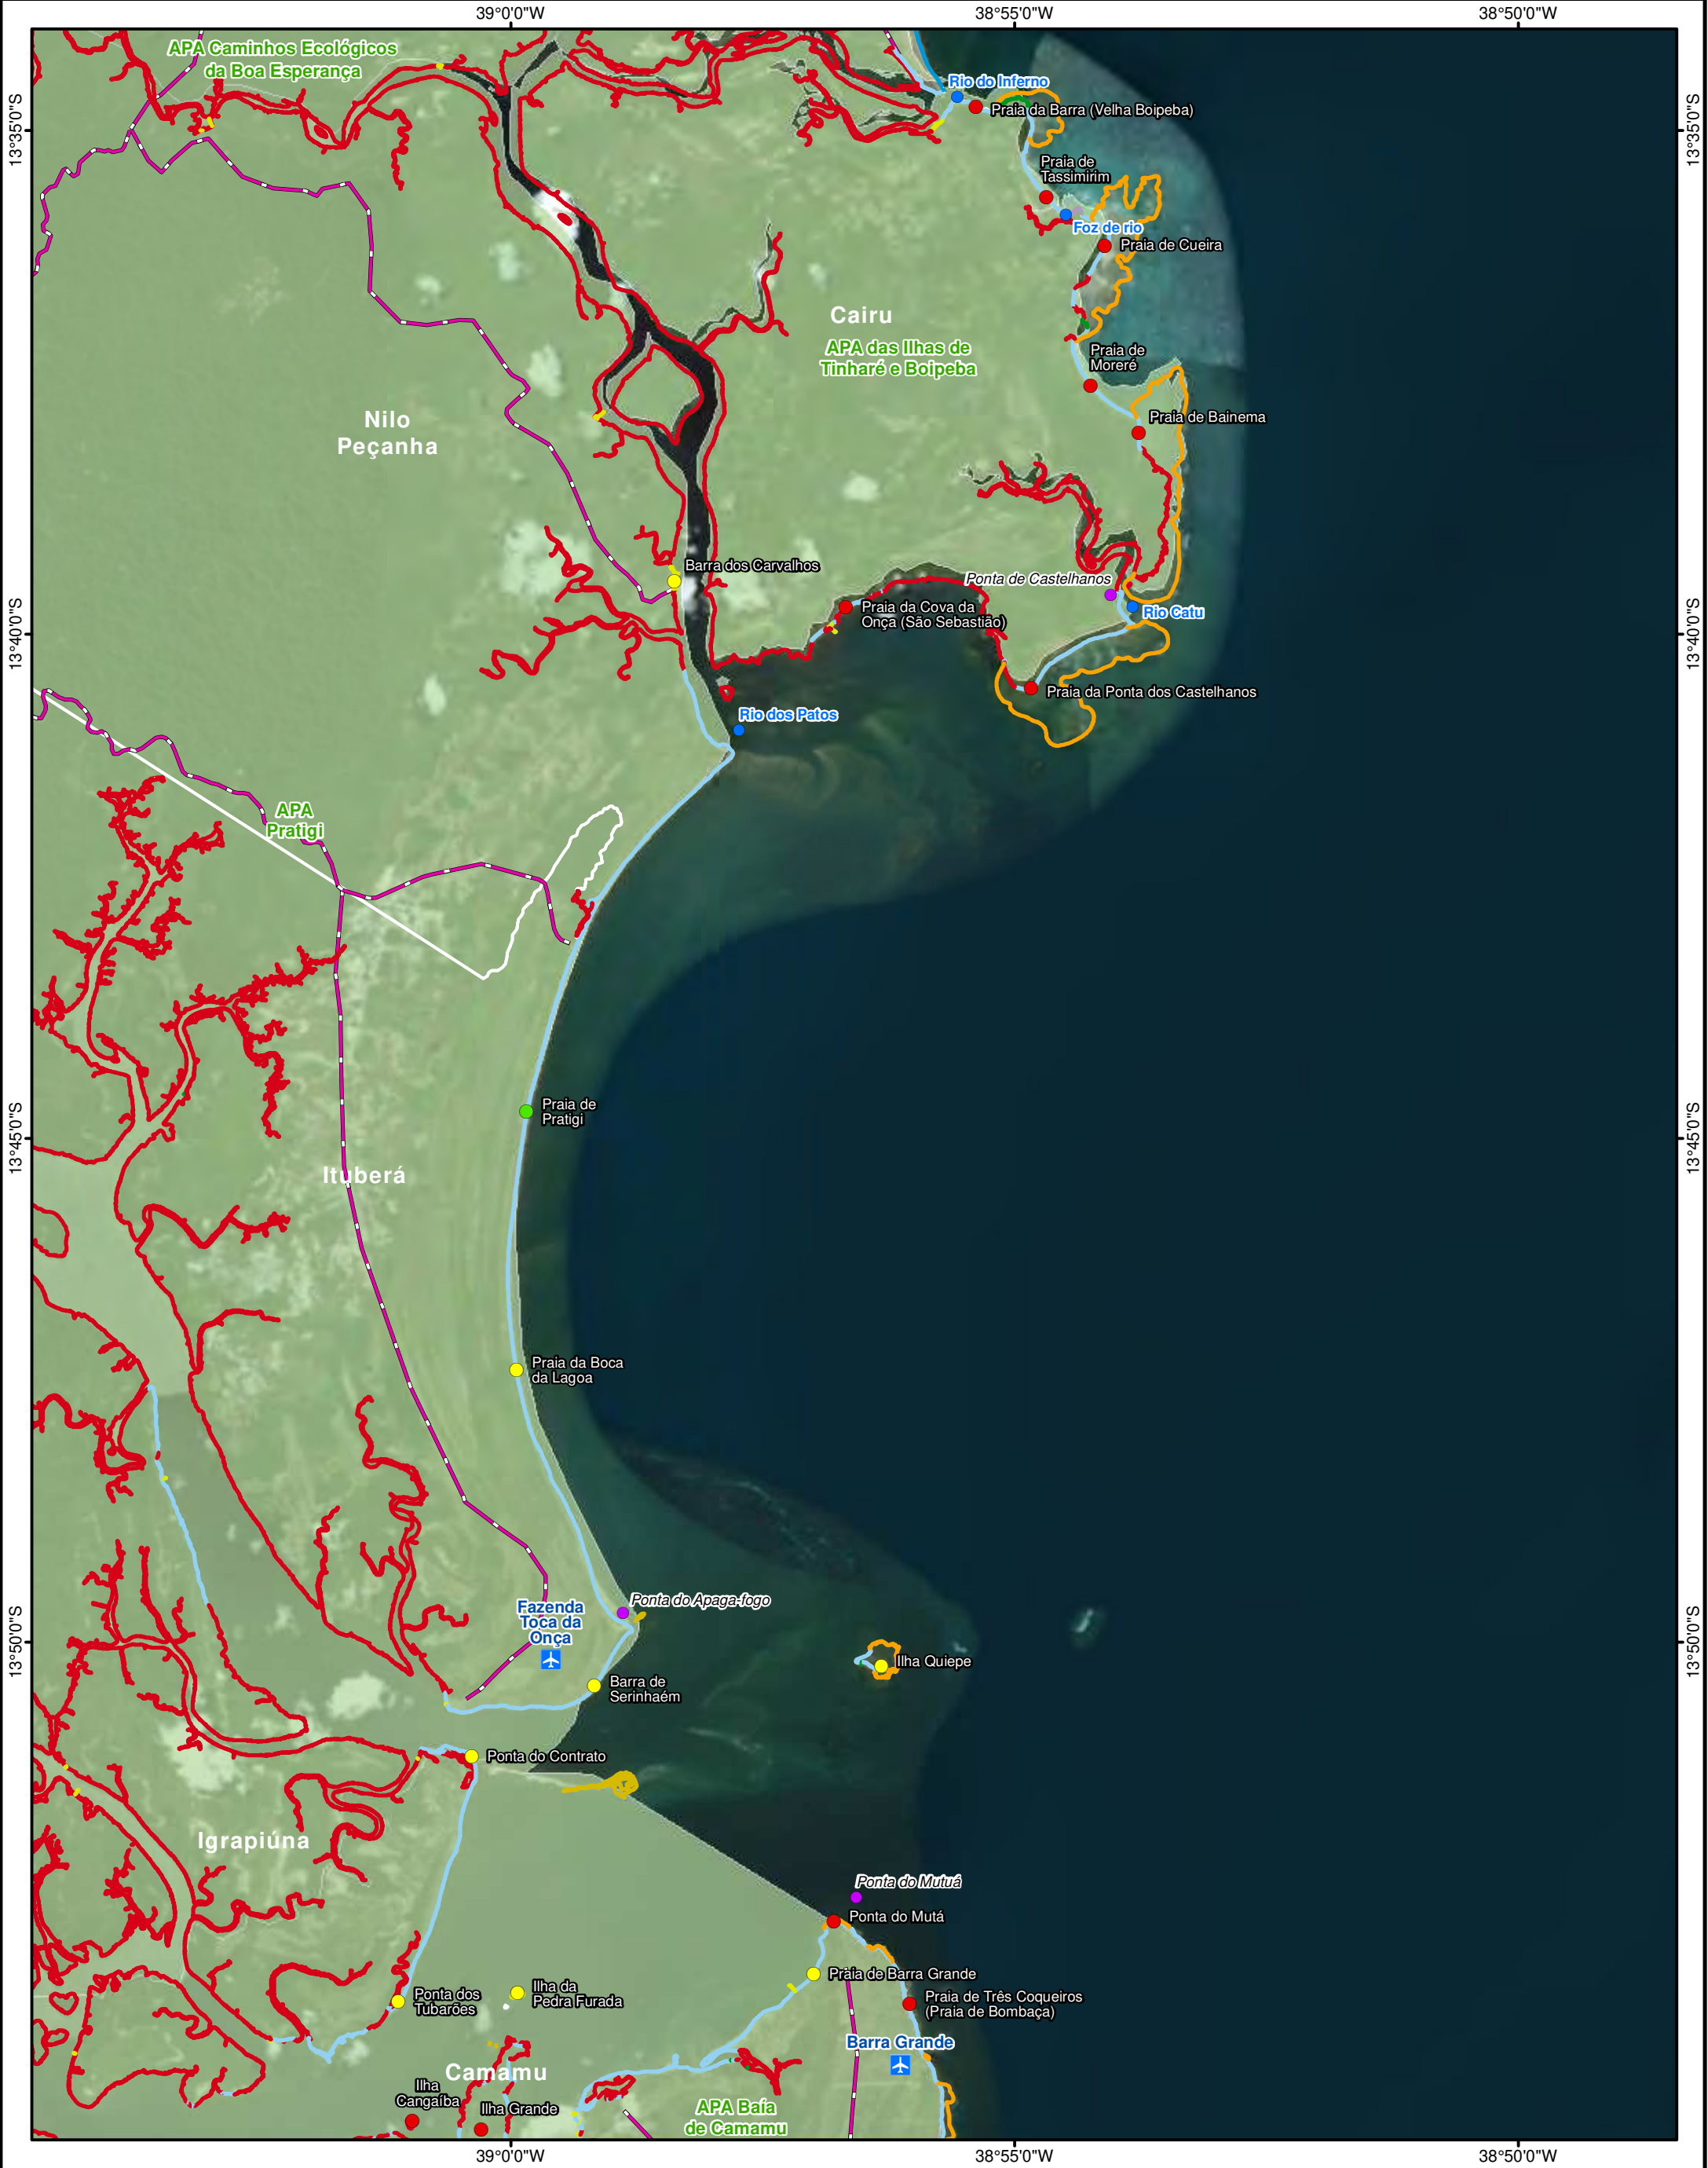 39°0'0"W
38°55'0"W
38°50'0"W
APA Caminhos Ecológicos
da Boa Esperança
Rio do Inferno
Praia da Barra (Velha Boipeba)
13°35'0"S
13°35'0"S
Praia de
Tassimirim
Foz de rio
Praia de Cueira
Cairu
APA das Ilhas de
Tinharé e Boipeba
Praia de
Moreré
Nilo
Peçanha
Praia de Bainema
Barra dos Carvalhos
Ponta de Castelhanos
Praia da Cova da
Onça (São Sebastião)
Rio Catu
13°40'0"S
13°40'0"S
Praia da Ponta dos Castelhanos
Rio dos Patos
APA
Pratigi
Praia de
Pratigi
13°45'0"S
13°45'0"S
Ituberá
Praia da Boca
da Lagoa
Ponta do Apaga-fogo
Fazenda
Toca da
Onça
13°50'0"S
13°50'0"S
Ilha Quiepe
Barra de
Serinhaém
Ponta do Contrato
Igrapiúna
Ponta do Mutuá
Ponta do Mutá
Praia de Barra Grande
Ponta dos
Tubarões
Ilha da
Pedra Furada
Praia de Três Coqueiros
(Praia de Bombaça)
Barra Grande
Camamu
Ilha
Cangaíba
Ilha Grande
APA Baía
de Camamu
39°0'0"W
38°55'0"W
38°50'0"W